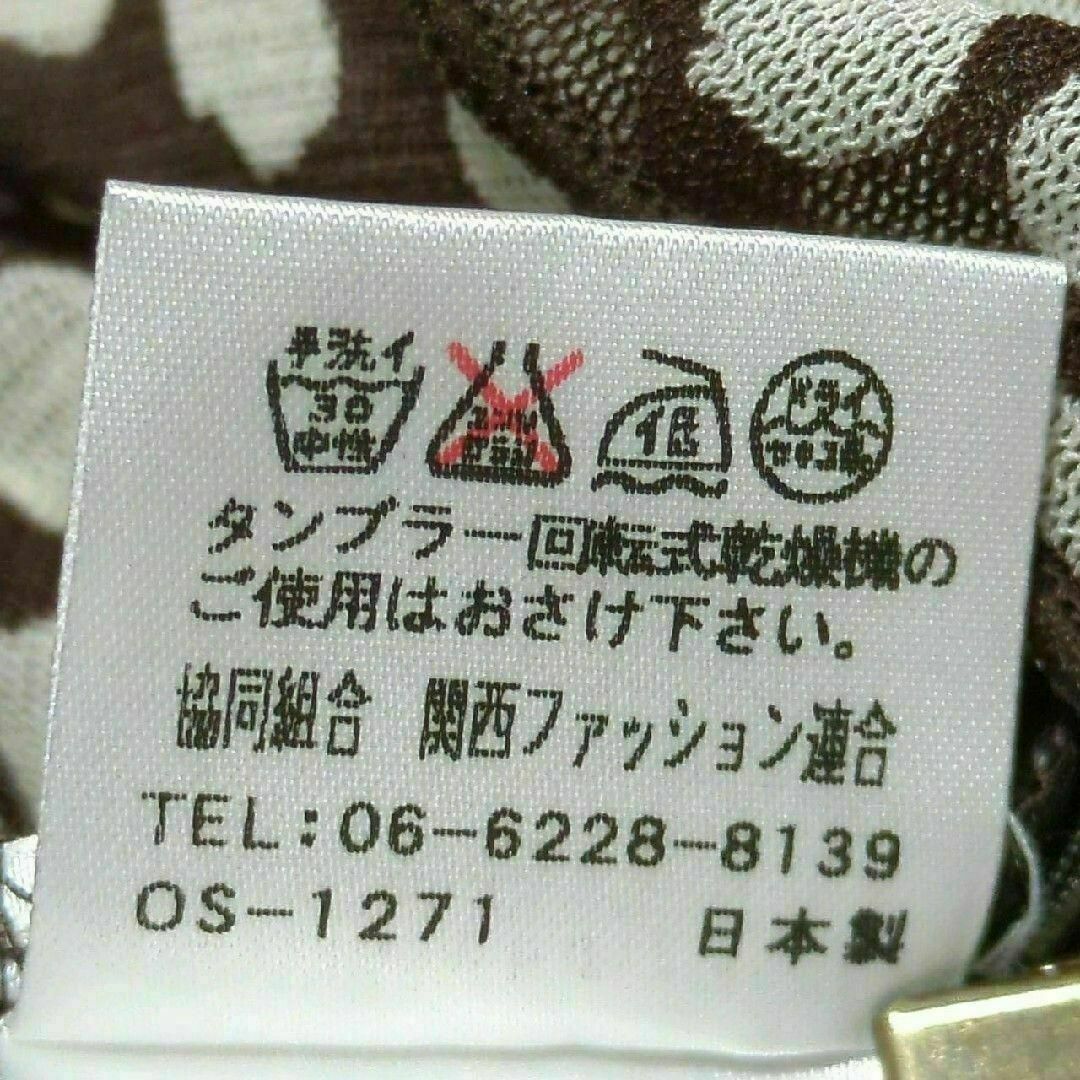 手洗イ
30
中性
低
ドライ
タンブラー回転式乾燥機の
ご使用はおさけ下さい。
協同組合 関西ファッション連合
TEL:06-6228-8139
OS-1271 日本製